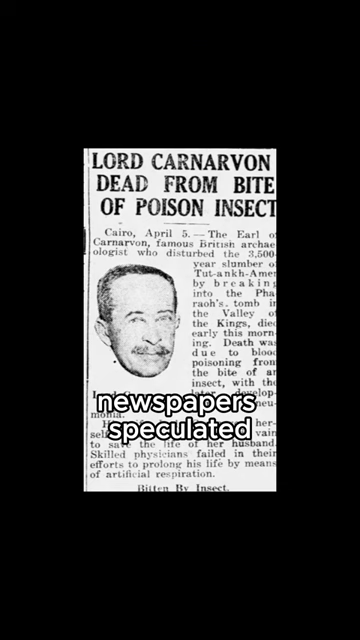 LORD CARNARVON
DEAD FROM BITE
OF POISON INSECT
Cairo, April 5.—The Earl o
Carnarvon, famous British archae
ologist who disturbed the 3,500-
year slumber o
Tut-ankh-Amen
by breaking
into the Pha
raoh's tomb in
the Valley of
the Kings, died
early this morn
ing. Death was
due to blood
poisoning from
the bite of an
insect, with the
develop-
neu-
monia.
newspapers
speculated
her-
self
vain
to save the life of her husband.
Skilled physicians failed in their
efforts to prolong his life by means
of artificial respiration.
Bitten By Insect.